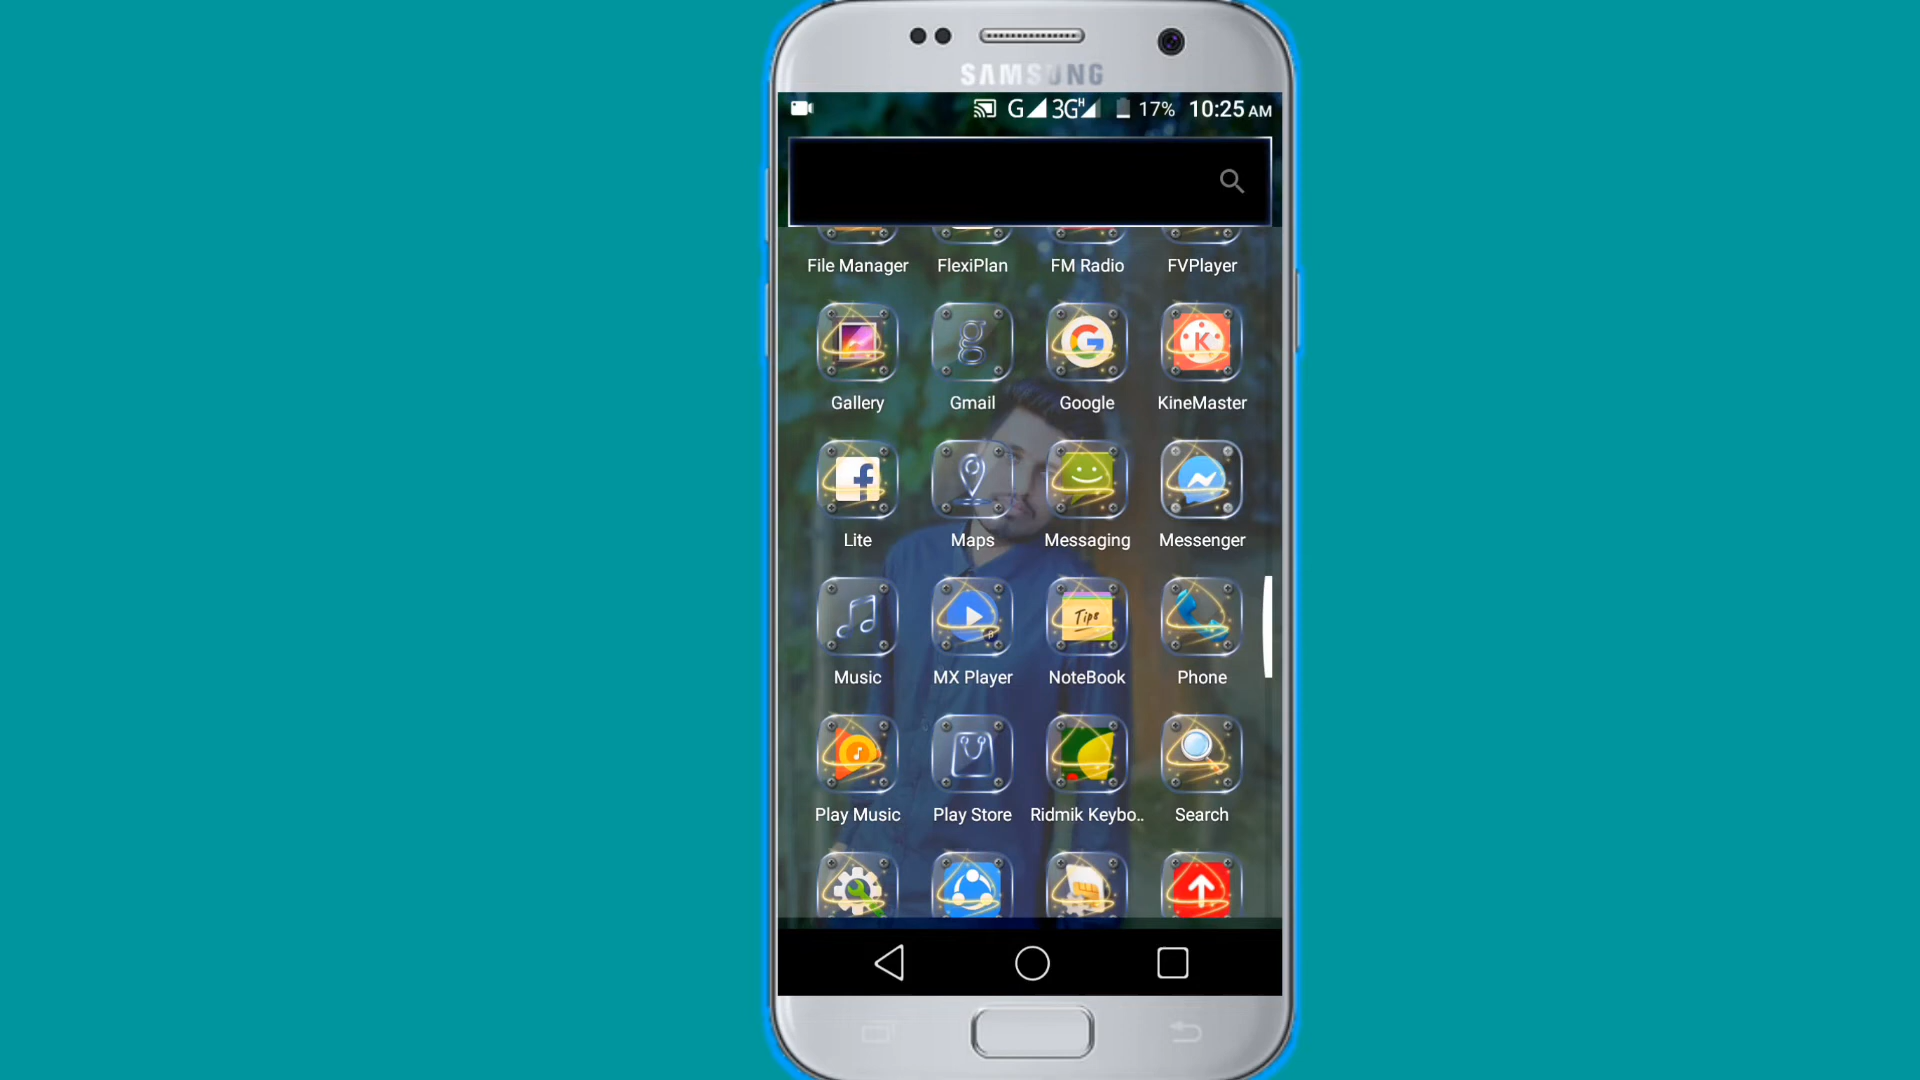 SAMSUNG
G 3G H 17% 10:25 AM
File Manager FlexiPlan FM Radio FVPlayer
Gallery Gmail Google KineMaster
Lite Maps Messaging Messenger
Tips
Music MX Player NoteBook Phone
Play Music Play Store Ridmik Keybo.. Search